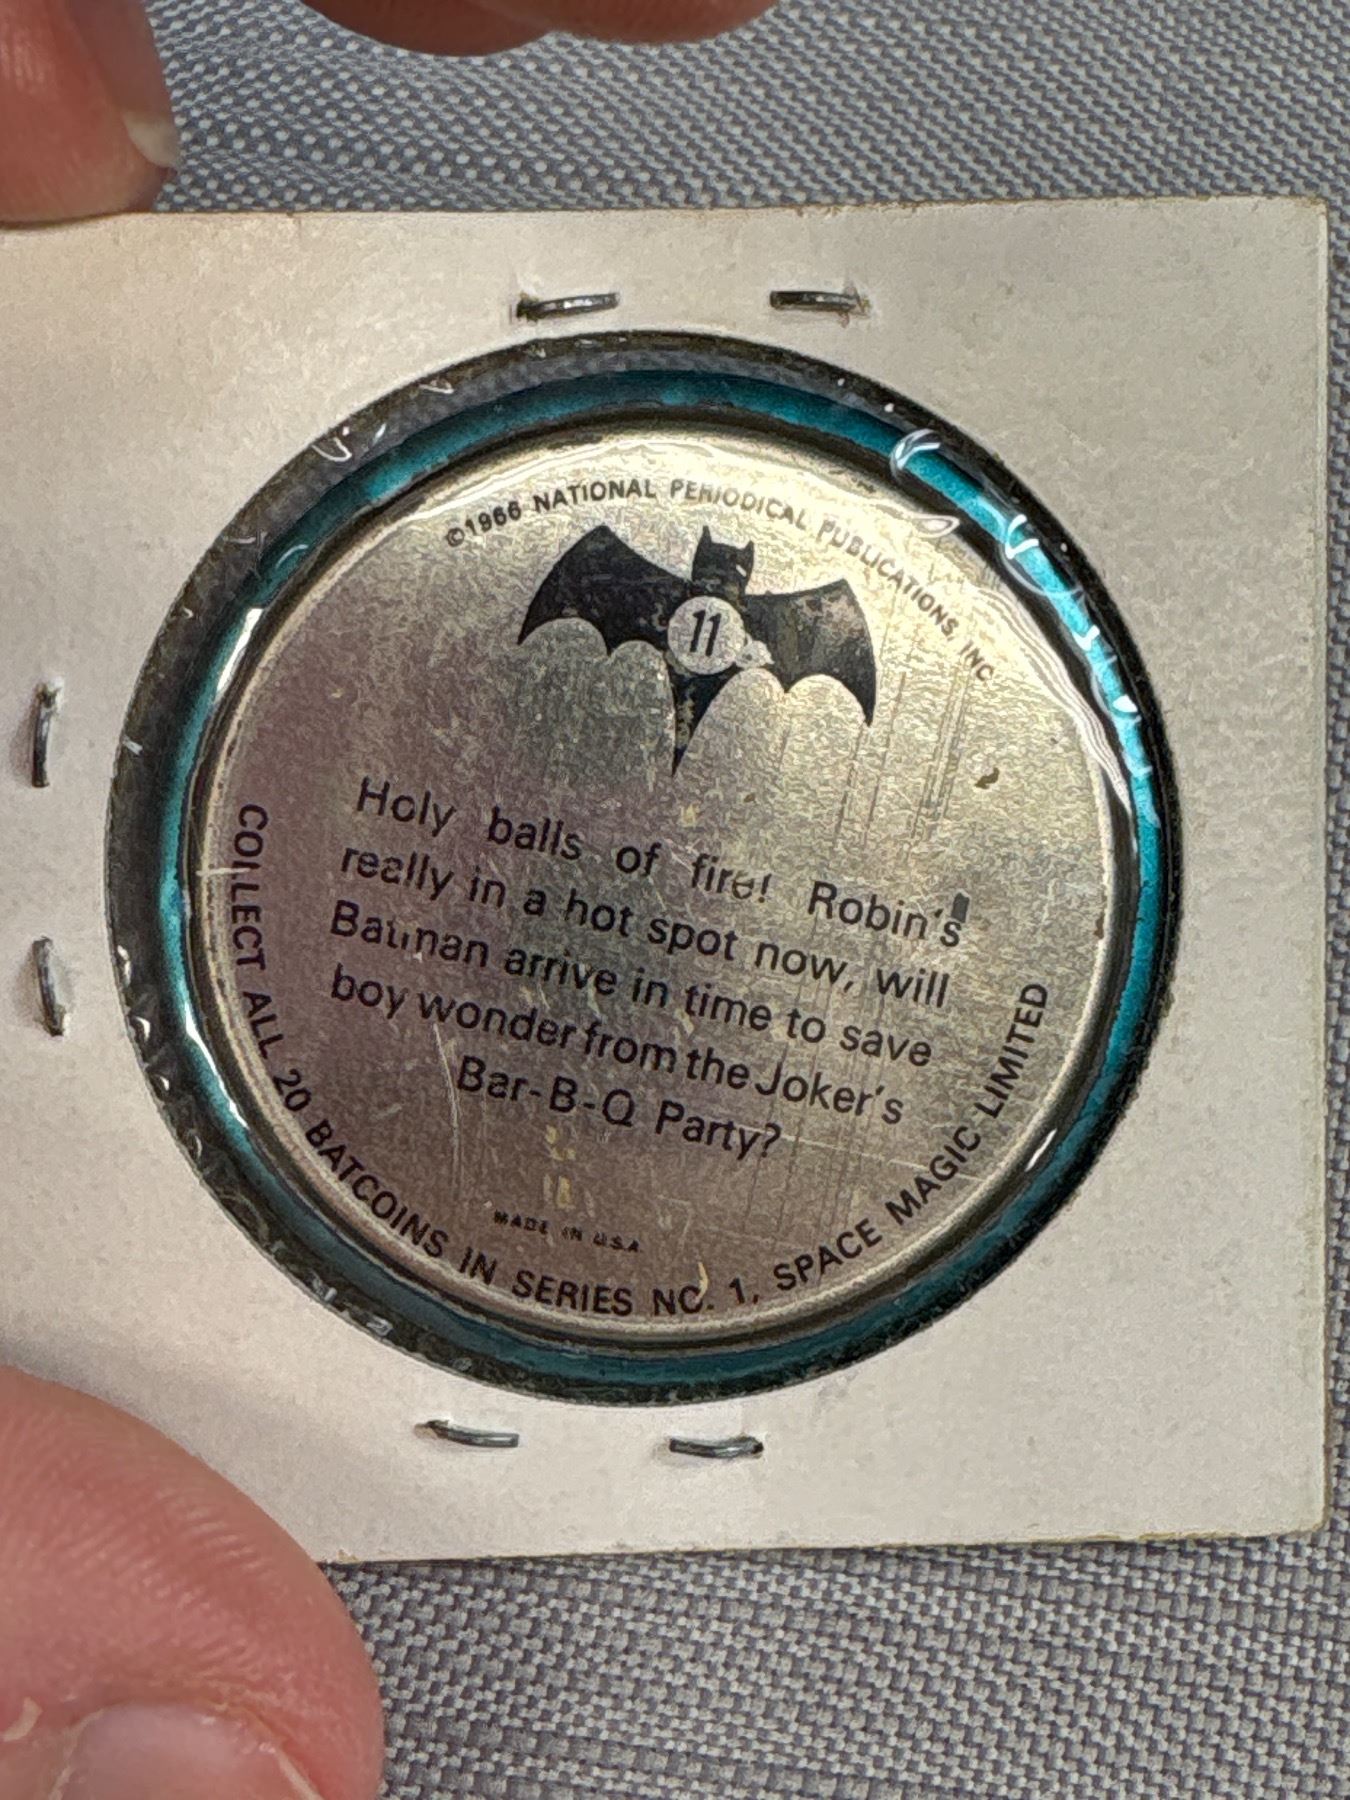 ©1966 NATIONAL PERIODICAL PUBLICATIONS, INC.
11
Holy balls of fire! Robin's
really in a hot spot now, will
Batman arrive in time to save
boy wonder from the Joker's
Bar-B-Q Party?
MADE IN U.S.A.
COLLECT ALL 20 BATCOINS IN SERIES NO. 1, SPACE MAGIC LIMITED